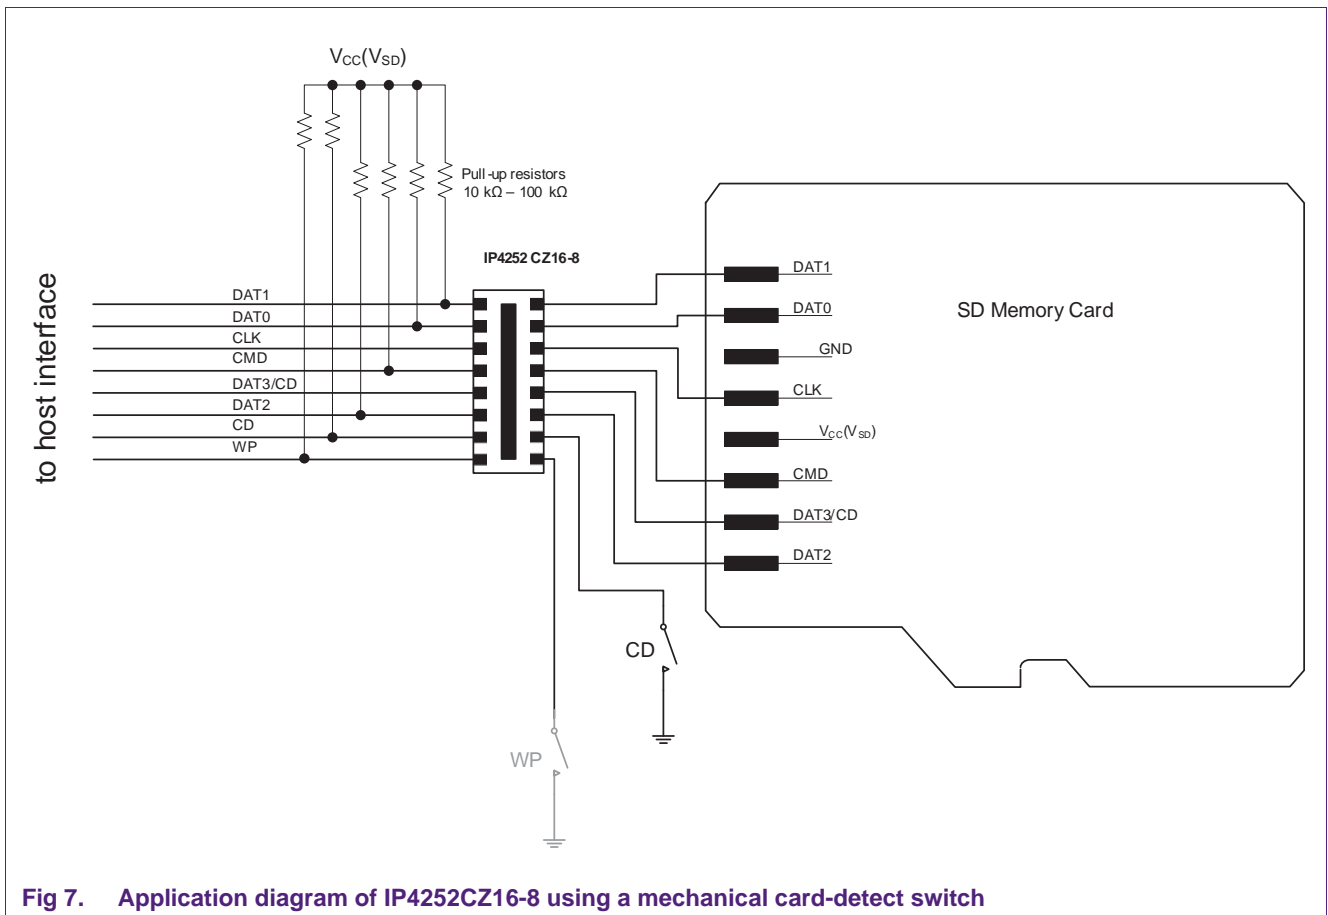 VCC(VSD)
Pull-up resistors
10 kΩ – 100 kΩ
IP4252 CZ16-8
to host interface
DAT1
DAT0
CLK
CMD
DAT3/CD
DAT2
CD
WP
DAT1
DAT0
GND
CLK
VCC(VSD)
CMD
DAT3/CD
DAT2
SD Memory Card
CD
WP
Fig 7. Application diagram of IP4252CZ16-8 using a mechanical card-detect switch